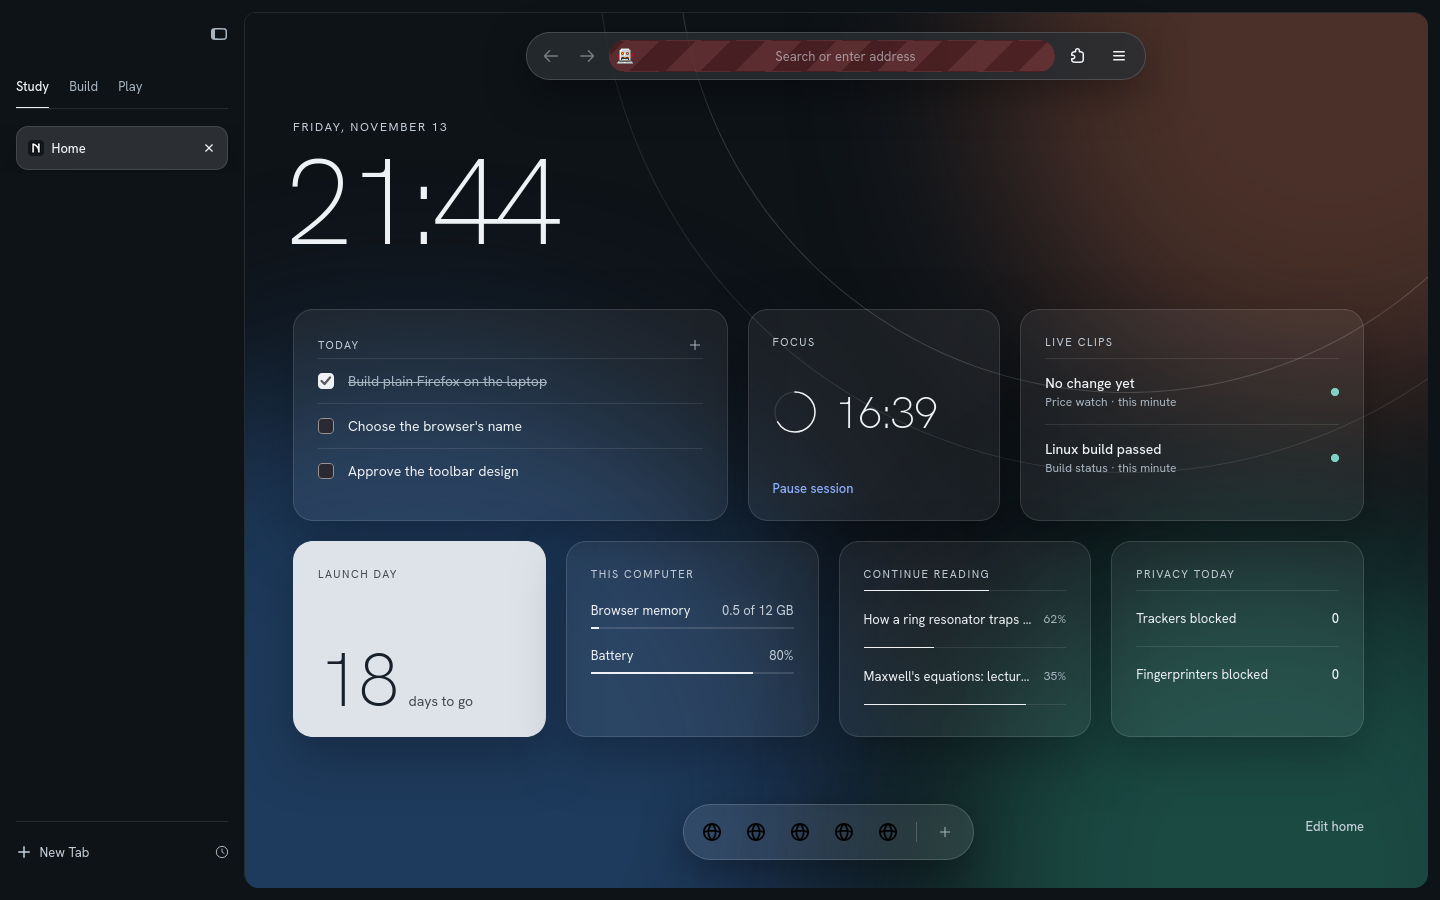 Study Build Play
N Home
New Tab
Search or enter address
FRIDAY, NOVEMBER 13
21:44
TODAY
Build plain Firefox on the laptop
Choose the browser's name
Approve the toolbar design
FOCUS
16:39
Pause session
LIVE CLIPS
No change yet
Price watch · this minute
Linux build passed
Build status · this minute
LAUNCH DAY
18 days to go
THIS COMPUTER
Browser memory 0.5 of 12 GB
Battery 80%
CONTINUE READING
How a ring resonator traps ... 62%
Maxwell's equations: lectur... 35%
PRIVACY TODAY
Trackers blocked 0
Fingerprinters blocked 0
Edit home